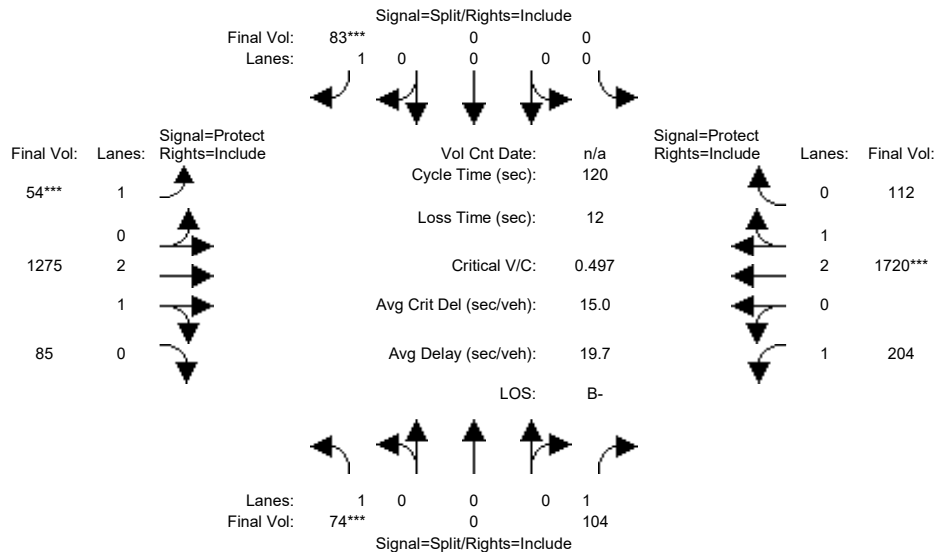 Signal=Split/Rights=Include
Final Vol: 83*** 0 0
Lanes: 1 0 0 0 0
Signal=Protect Signal=Protect
Final Vol: Lanes: Rights=Include Vol Cnt Date: n/a Rights=Include Lanes: Final Vol:
Cycle Time (sec): 120
54*** 1 0 112
Loss Time (sec): 12
0 1
1275 2 Critical V/C: 0.497 2 1720***
1 Avg Crit Del (sec/veh): 15.0 0
85 0 Avg Delay (sec/veh): 19.7 1 204
LOS: B-
Lanes: 1 0 0 0 1
Final Vol: 74*** 0 104
Signal=Split/Rights=Include